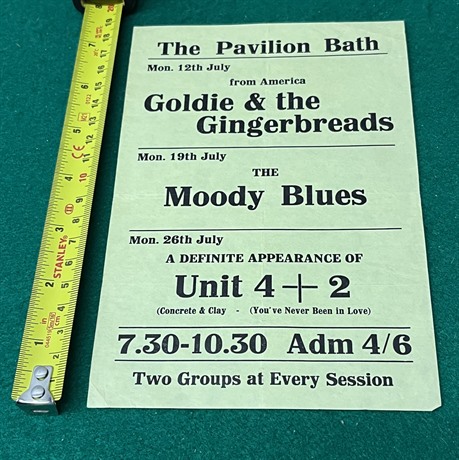 The Pavilion Bath
Mon. 12th July
from America
Goldie & the
Gingerbreads
Mon. 19th July
THE
Moody Blues
Mon. 26th July
A DEFINITE APPEARANCE OF
Unit 4 + 2
(Concrete & Clay - (You've Never Been in Love)
7.30-10.30 Adm 4/6
Two Groups at Every Session
STANLEY